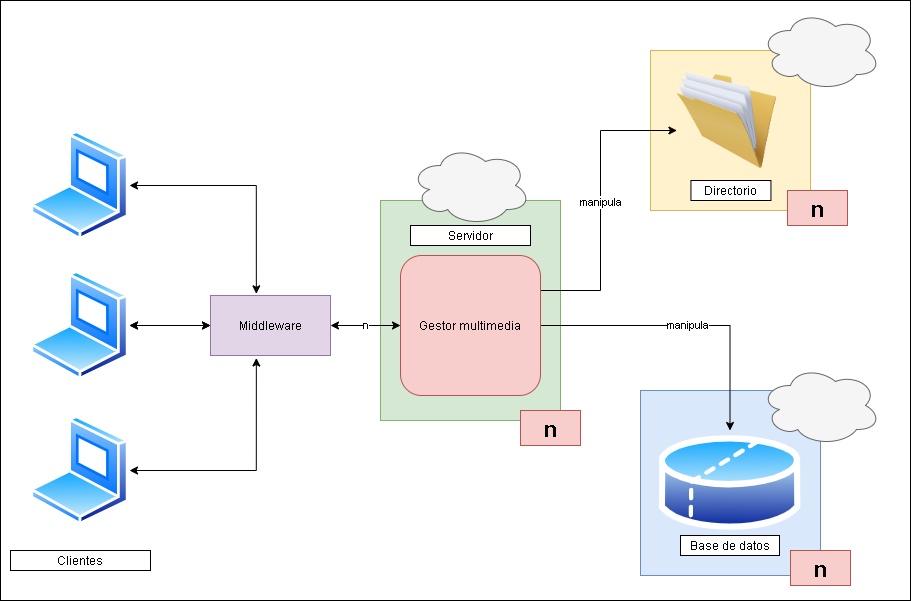 manipula
Directorio
n
Servidor
Middleware
n
Gestor multimedia
manipula
n
Base de datos
Clientes
n